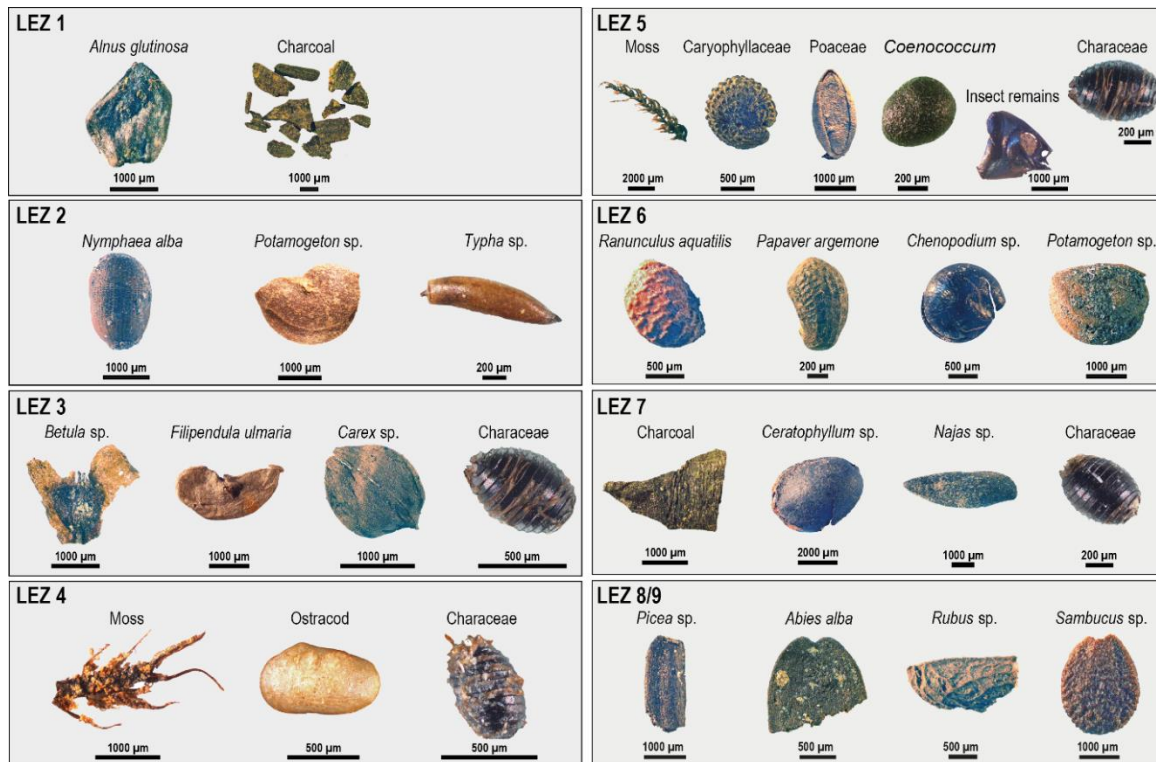 LEZ 1
Alnus glutinosa
Charcoal
1000 µm
1000 µm
LEZ 2
Nymphaea alba
Potamogeton sp.
Typha sp.
1000 µm
1000 µm
200 µm
LEZ 3
Betula sp.
Filipendula ulmaria
Carex sp.
Characeae
1000 µm
1000 µm
1000 µm
500 µm
LEZ 4
Moss
Ostracod
Characeae
1000 µm
500 µm
500 µm
LEZ 5
Moss
Caryophyllaceae
Poaceae
Coenococcum
Insect remains
Characeae
2000 µm
500 µm
1000 µm
200 µm
1000 µm
200 µm
LEZ 6
Ranunculus aquatilis
Papaver argemone
Chenopodium sp.
Potamogeton sp.
500 µm
200 µm
500 µm
1000 µm
LEZ 7
Charcoal
Ceratophyllum sp.
Najas sp.
Characeae
1000 µm
2000 µm
1000 µm
200 µm
LEZ 8/9
Picea sp.
Abies alba
Rubus sp.
Sambucus sp.
1000 µm
500 µm
500 µm
1000 µm